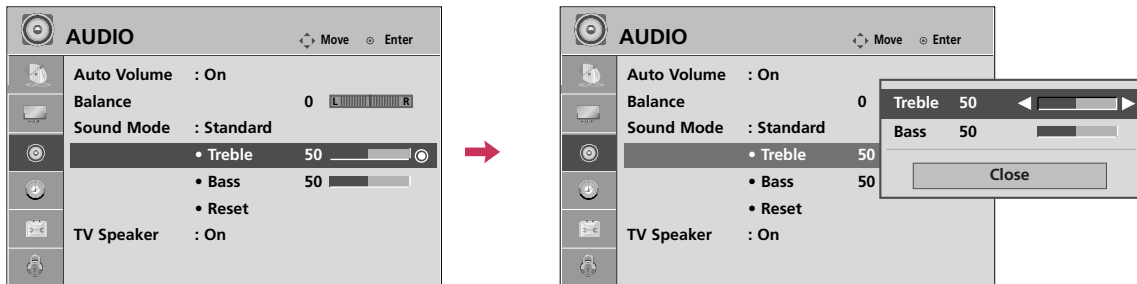 AUDIO Move Enter
Auto Volume : On
Balance 0 L R
Sound Mode : Standard
• Treble 50
• Bass 50
• Reset
TV Speaker : On
AUDIO Move Enter
Auto Volume : On
Balance 0
Sound Mode : Standard
• Treble 50
• Bass 50
• Reset
TV Speaker : On
Treble 50
Bass 50
Close